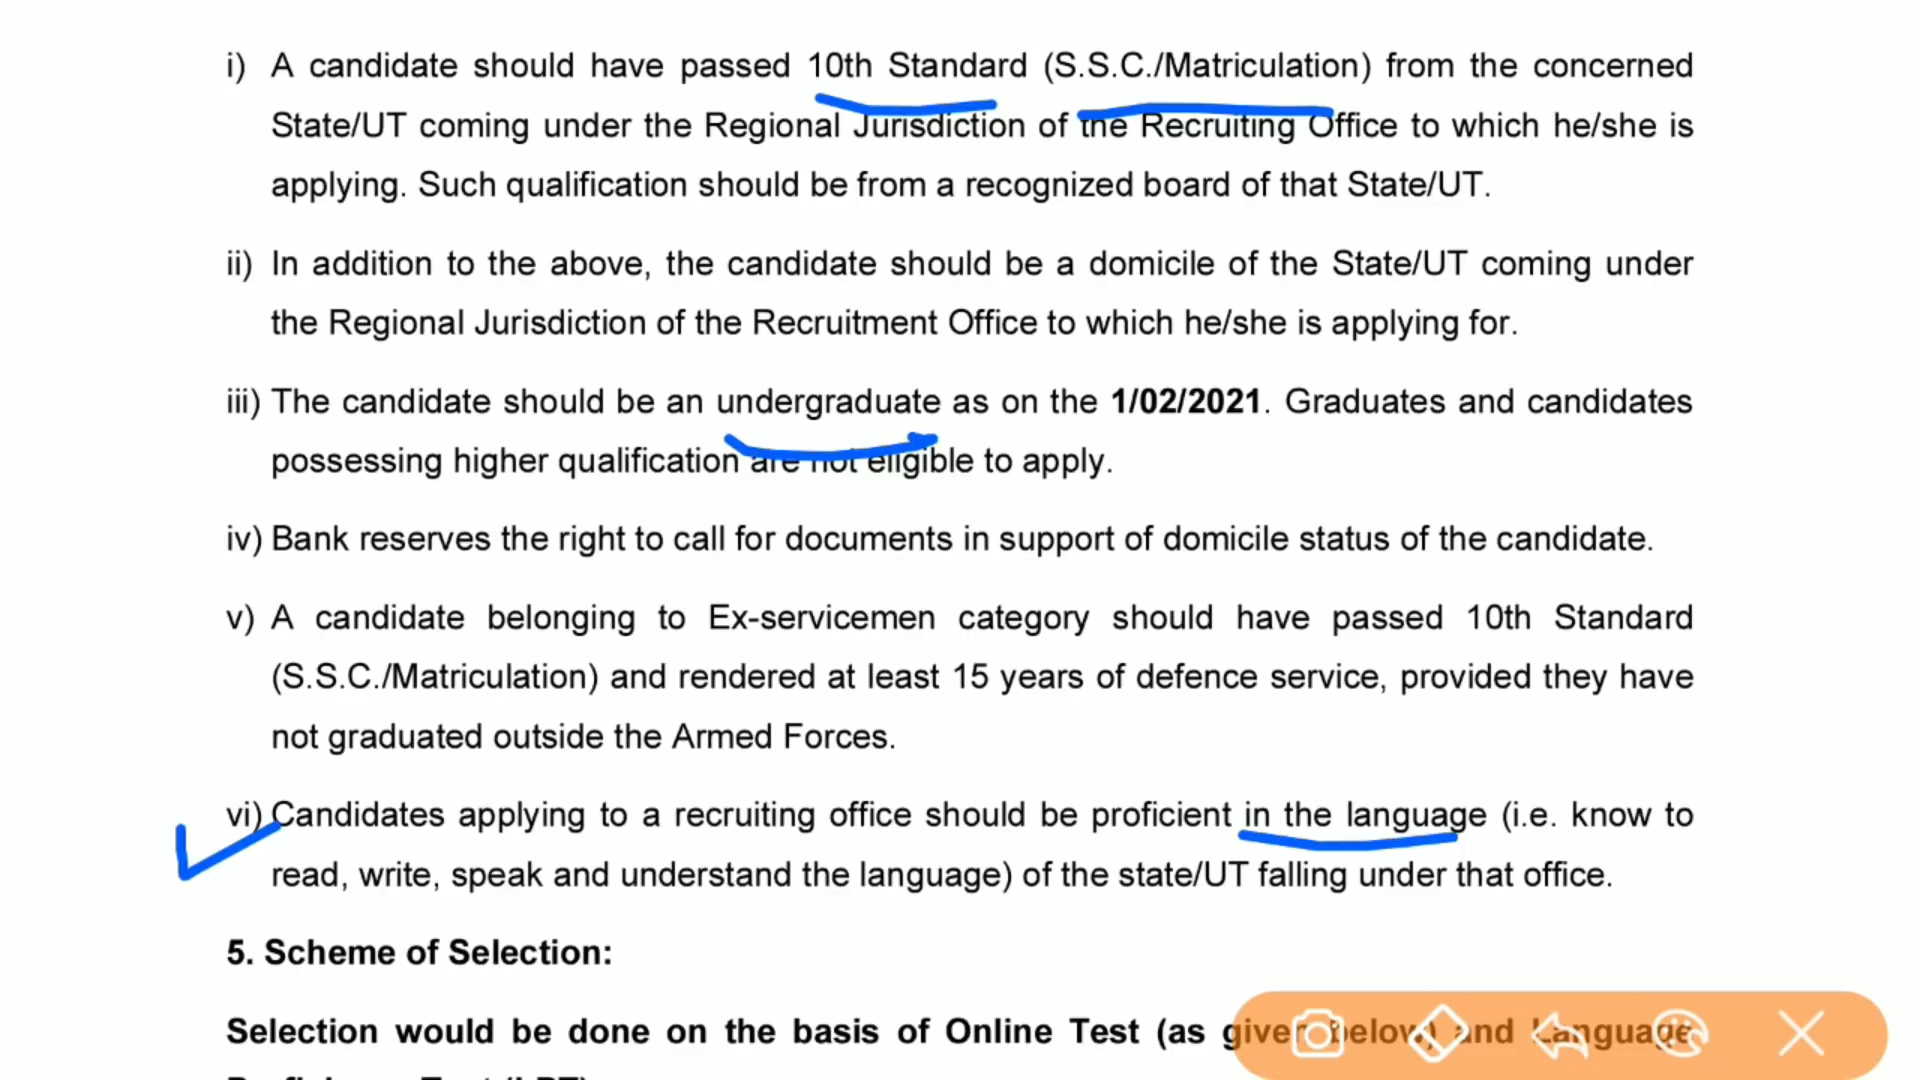 i) A candidate should have passed 10th Standard (S.S.C./Matriculation) from the concerned
State/UT coming under the Regional Jurisdiction of the Recruiting Office to which he/she is
applying. Such qualification should be from a recognized board of that State/UT.
ii) In addition to the above, the candidate should be a domicile of the State/UT coming under
the Regional Jurisdiction of the Recruitment Office to which he/she is applying for.
iii) The candidate should be an undergraduate as on the 1/02/2021. Graduates and candidates
possessing higher qualification are not eligible to apply.
iv) Bank reserves the right to call for documents in support of domicile status of the candidate.
v) A candidate belonging to Ex-servicemen category should have passed 10th Standard
(S.S.C./Matriculation) and rendered at least 15 years of defence service, provided they have
not graduated outside the Armed Forces.
vi) Candidates applying to a recruiting office should be proficient in the language (i.e. know to
read, write, speak and understand the language) of the state/UT falling under that office.
5. Scheme of Selection:
Selection would be done on the basis of Online Test (as given below) and Language